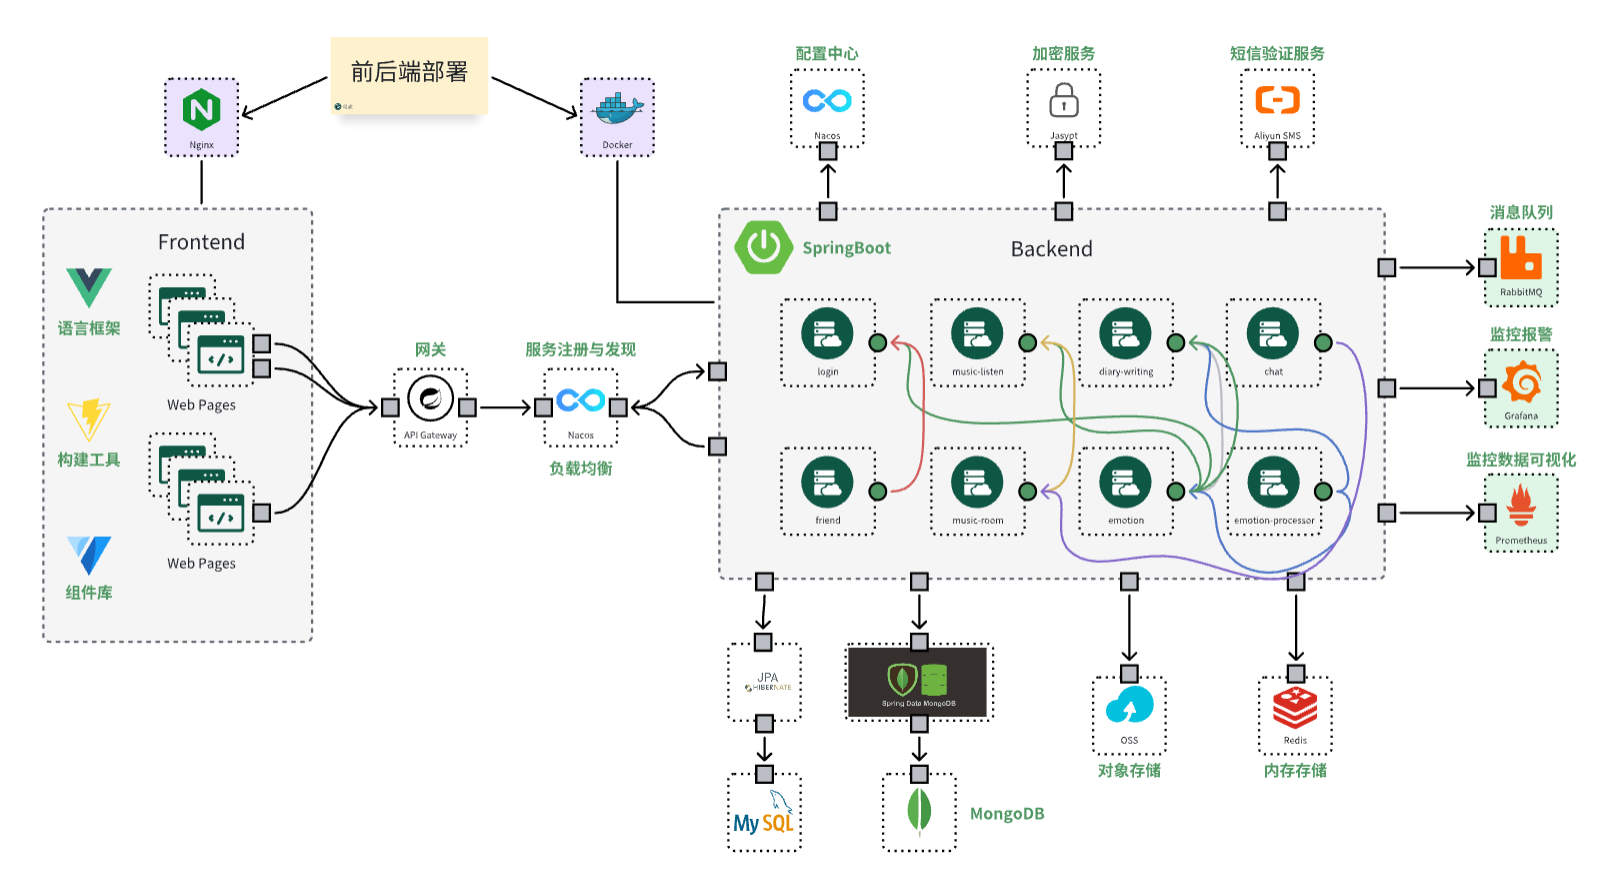 前后端部署
Nginx
Docker
配置中心
Nacos
加密服务
Jasypt
短信验证服务
Aliyun SMS
Frontend
语言框架
Web Pages
构建工具
Web Pages
组件库
网关
API Gateway
服务注册与发现
Nacos
负载均衡
SpringBoot
Backend
login
music-listen
diary-writing
chat
friend
music-room
emotion
emotion-processor
消息队列
RabbitMQ
监控报警
Grafana
监控数据可视化
Prometheus
JPA
HIBERNATE
Spring Data MongoDB
OSS
对象存储
Redis
内存存储
MySQL
MongoDB